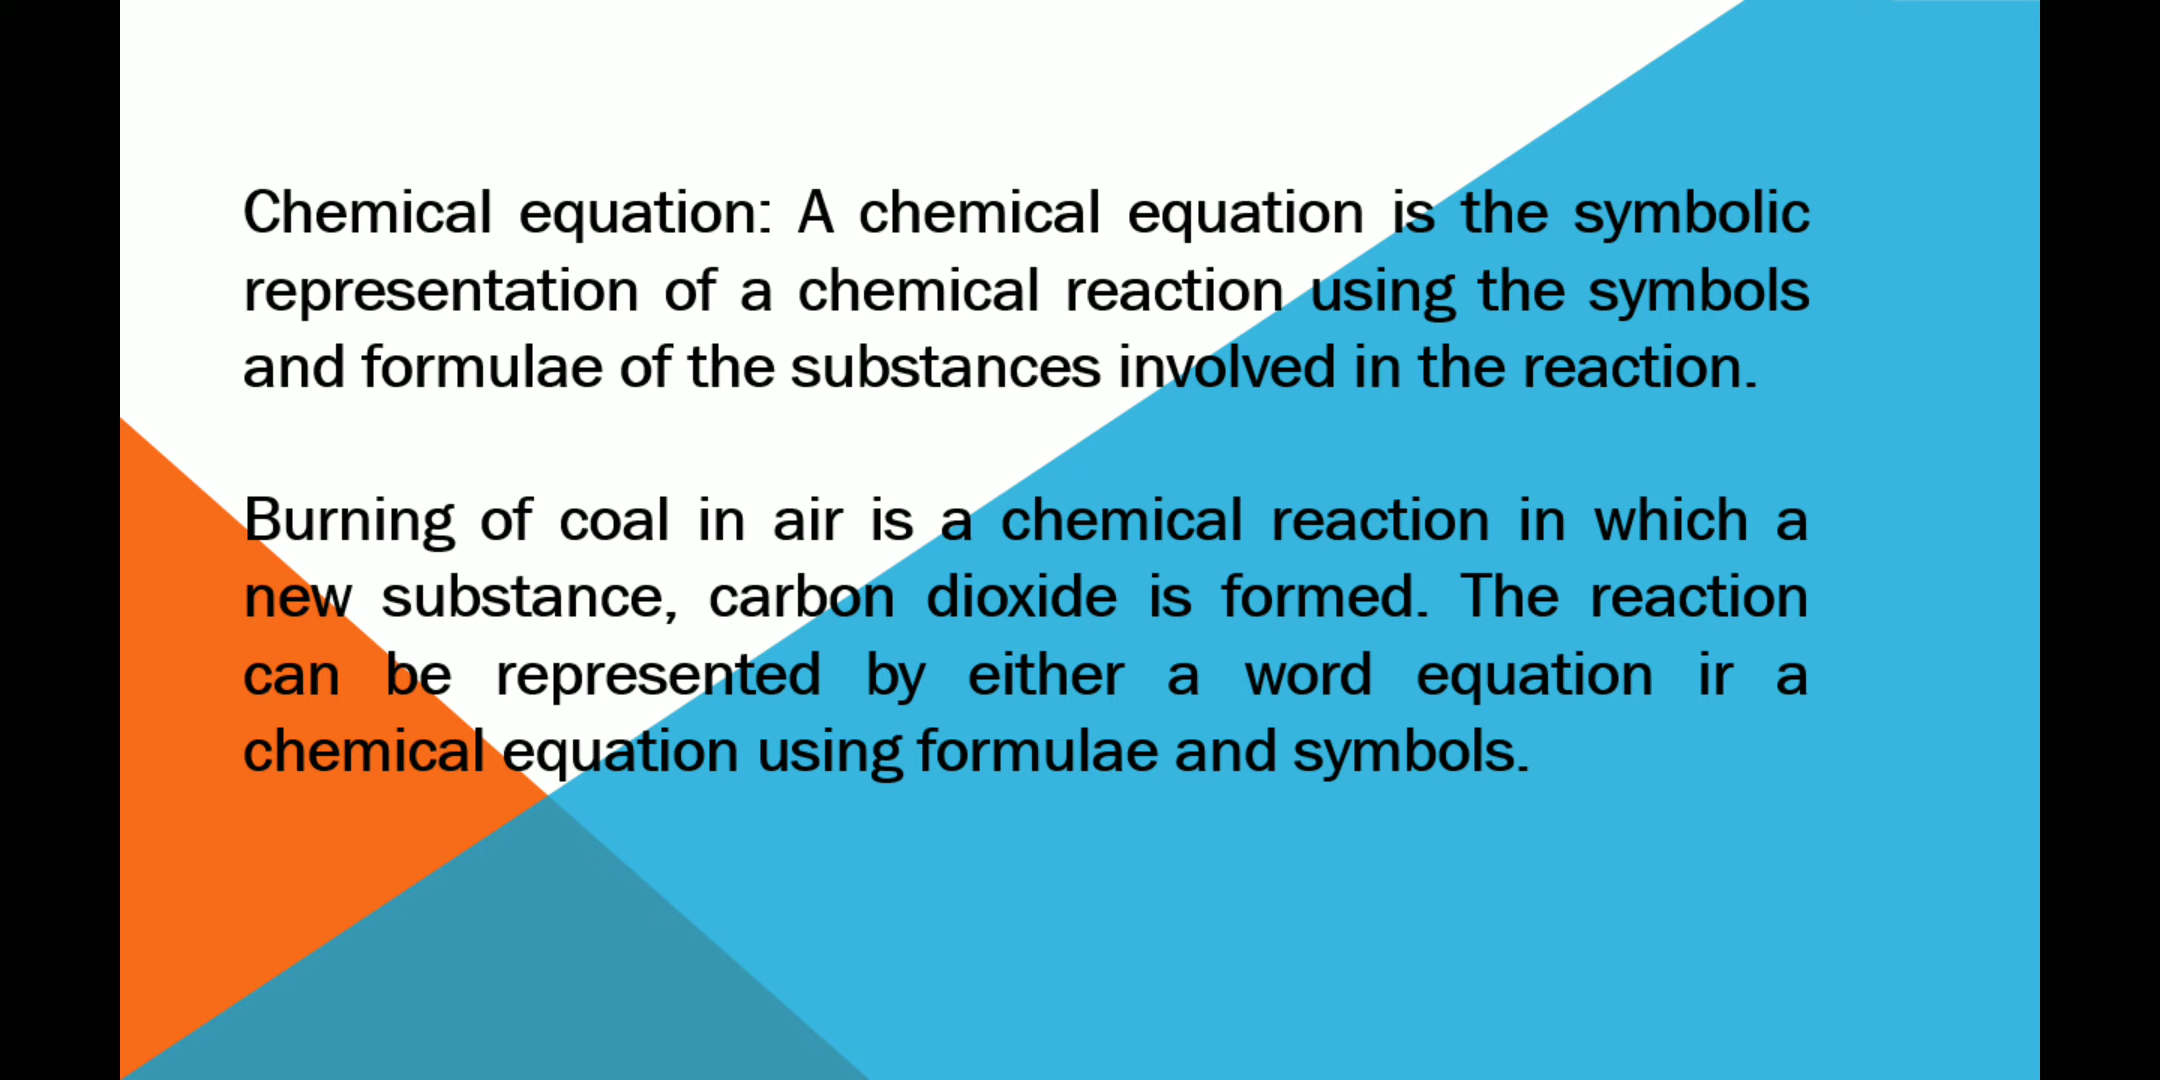 Chemical equation: A chemical equation is the symbolic
representation of a chemical reaction using the symbols
and formulae of the substances involved in the reaction.
Burning of coal in air is a chemical reaction in which a
new substance, carbon dioxide is formed. The reaction
can be represented by either a word equation ir a
chemical equation using formulae and symbols.